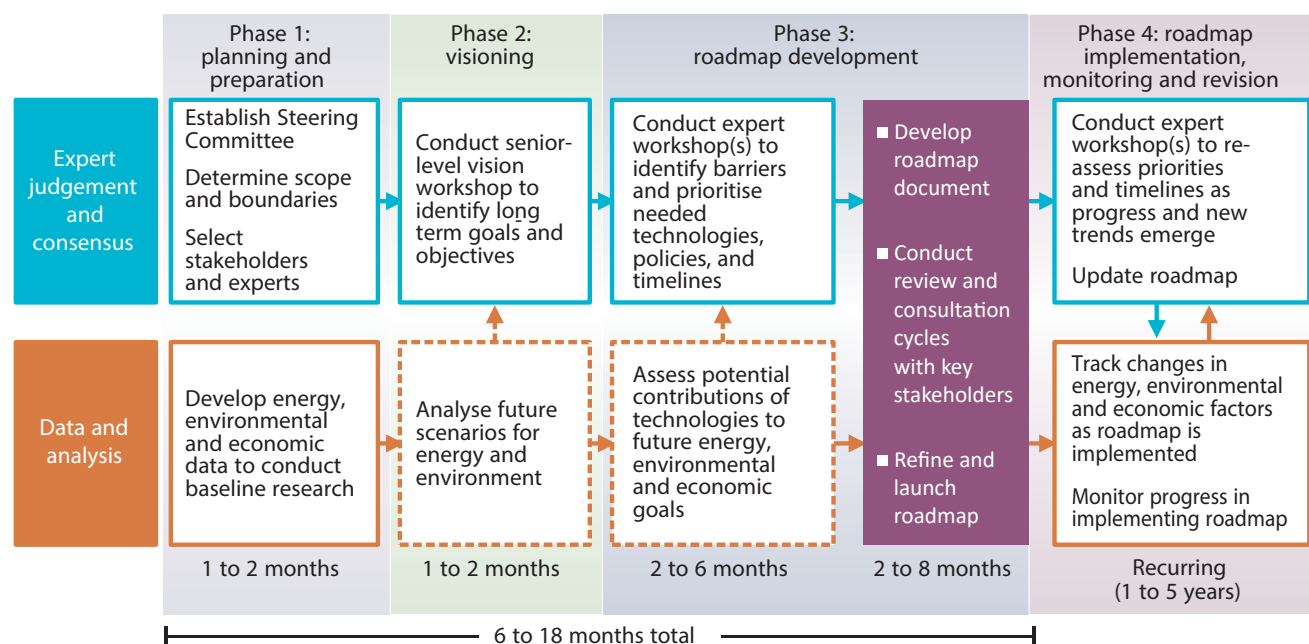 Phase 1:
planning and
preparation
Phase 2:
visioning
Phase 3:
roadmap development
Phase 4: roadmap
implementation,
monitoring and revision
Expert
judgement
and
consensus
Establish Steering
Committee
Determine scope
and boundaries
Select
stakeholders
and experts
Conduct senior-
level vision
workshop to
identify long
term goals and
objectives
Conduct expert
workshop(s) to
identify barriers
and prioritise
needed
technologies,
policies, and
timelines
■ Develop
roadmap
document
■ Conduct
review and
consultation
cycles
with key
stakeholders
■ Refine and
launch
roadmap
Conduct expert
workshop(s) to re-
assess priorities
and timelines as
progress and new
trends emerge
Update roadmap
Data and
analysis
Develop energy,
environmental
and economic
data to conduct
baseline research
Analyse future
scenarios for
energy and
environment
Assess potential
contributions of
technologies to
future energy,
environmental
and economic
goals
Track changes in
energy, environmental
and economic factors
as roadmap is
implemented
Monitor progress in
implementing roadmap
1 to 2 months
1 to 2 months
2 to 6 months
2 to 8 months
Recurring
(1 to 5 years)
6 to 18 months total